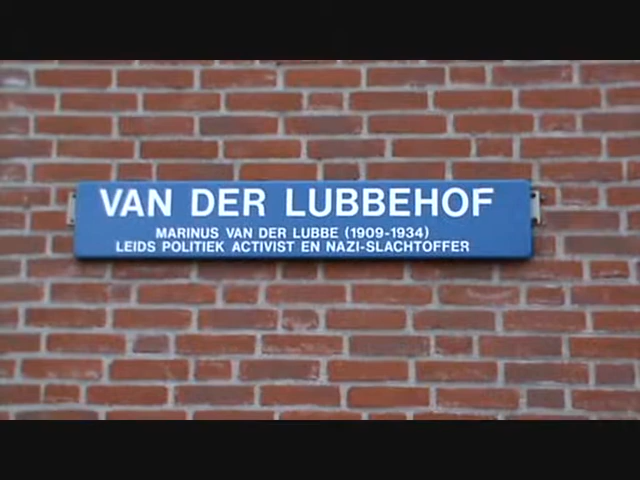 VAN DER LUBBEHOF
MARINUS VAN DER LUBBE (1909-1934)
LEIDS POLITIEK ACTIVIST EN NAZI-SLACHTOFFER